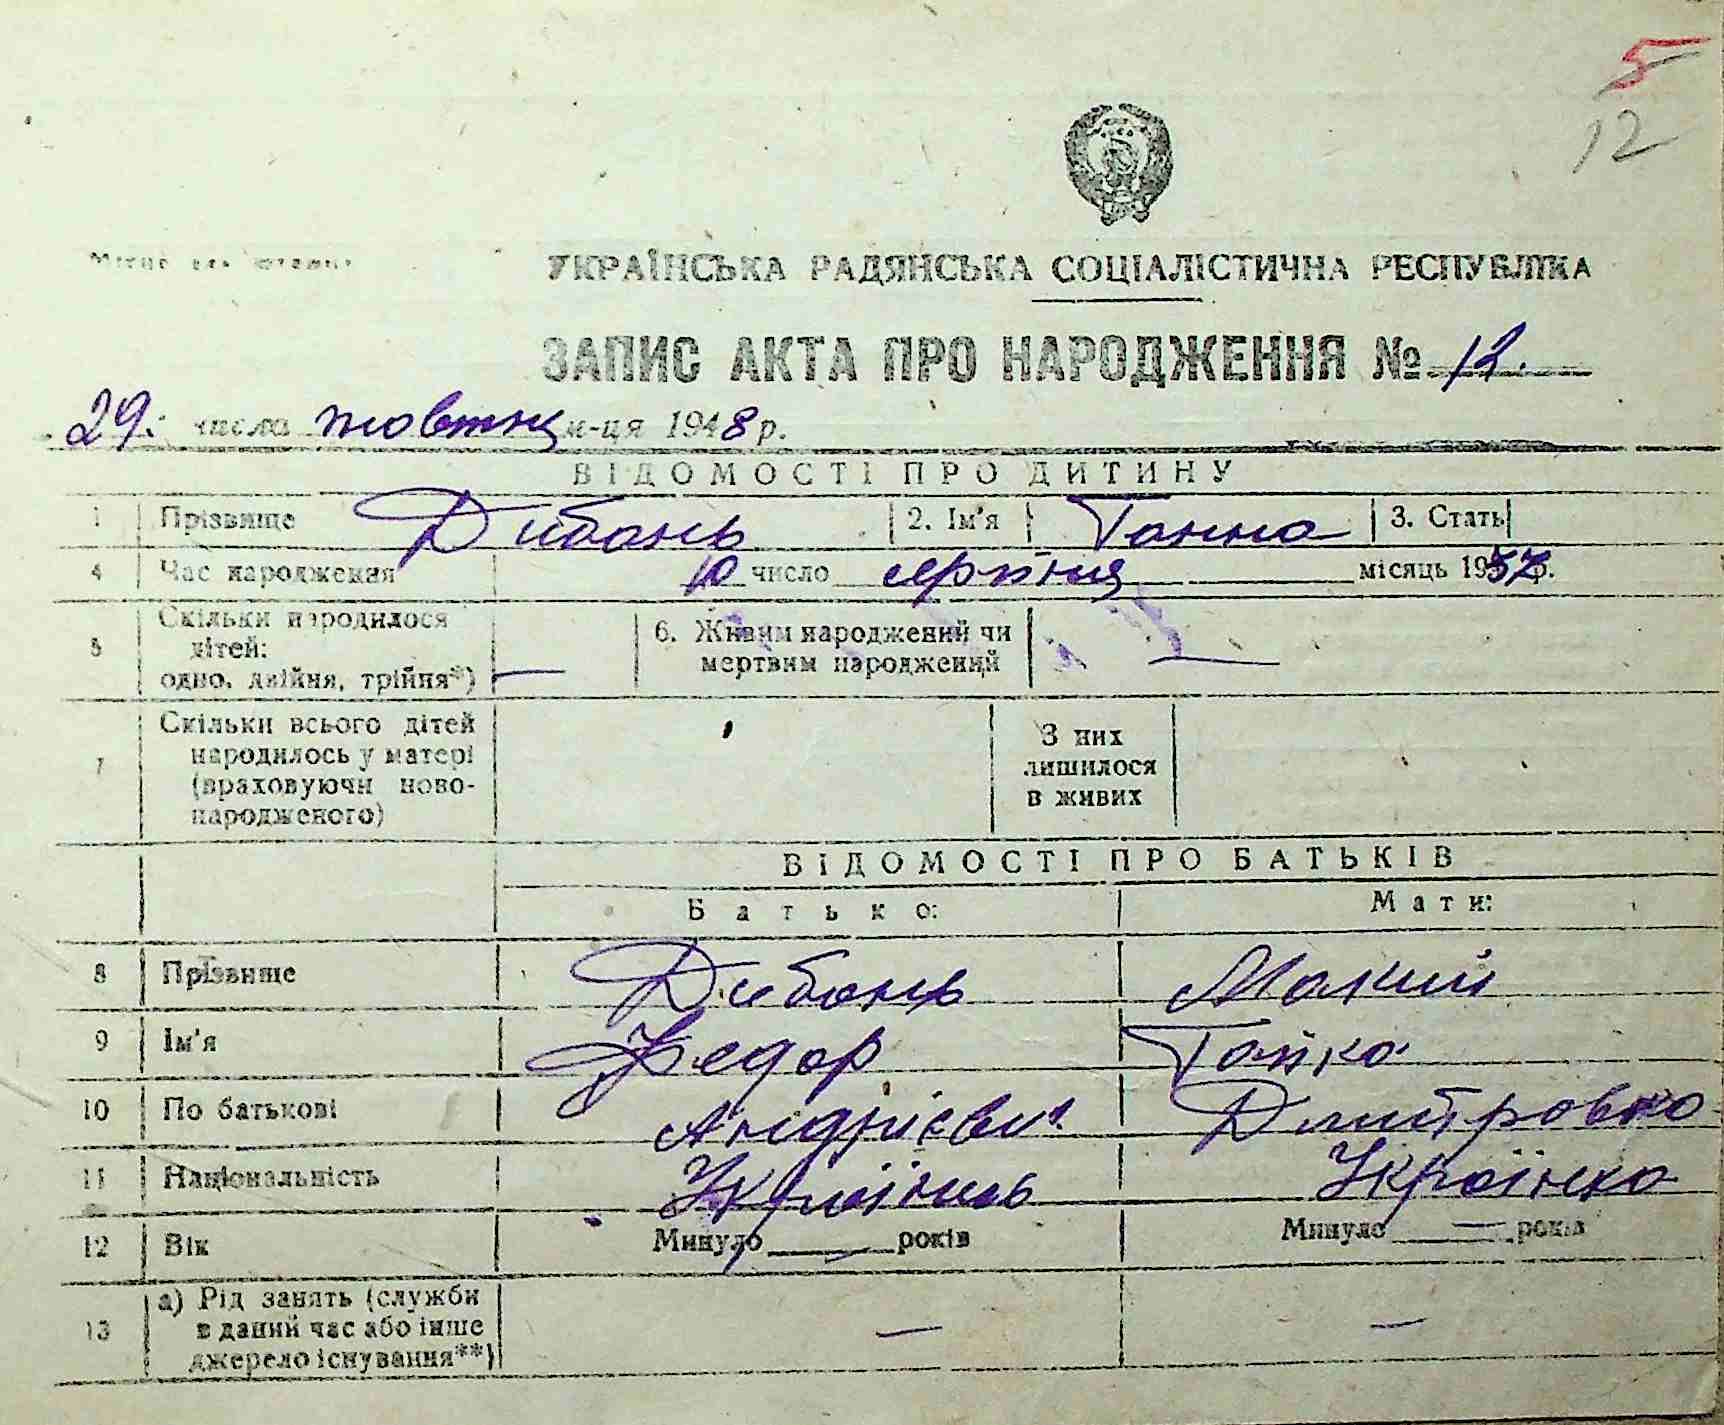 5
12
Місце для штампа
УКРАЇНСЬКА РАДЯНСЬКА СОЦІАЛІСТИЧНА РЕСПУБЛІКА
ЗАПИС АКТА ПРО НАРОДЖЕННЯ № 12.
29. числа жовтня м-ця 1948 р.
ВІДОМОСТІ ПРО ДИТИНУ
1 Прізвище Дибань 2. Ім'я Ганна 3. Стать
4 Час народження 10 число серпня місяць 1937 р.
5 Скільки народилося дітей: одно, двійня, трійня*) — 6. Живим народжений чи мертвим народжений —
7 Скільки всього дітей народилось у матері (враховуючи новонародженого) З них лишилося в живих
ВІДОМОСТІ ПРО БАТЬКІВ
Батько: Мати:
8 Прізвище Дибань Малий
9 Ім'я Федор Гапка
10 По батькові Андрієвич Дмитровна
11 Національність Українець Українка
12 Вік Минуло — років Минуло — років
13 а) Рід занять (служби в даний час або інше джерело існування**) — —